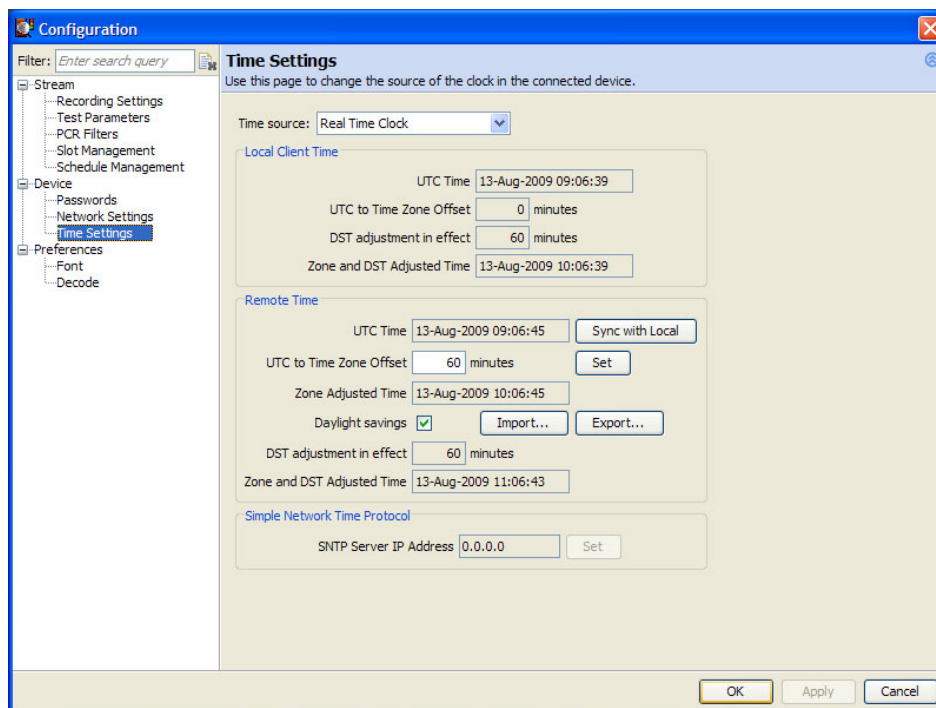 Configuration
Filter: Enter search query
Stream
Recording Settings
Test Parameters
PCR Filters
Slot Management
Schedule Management
Device
Passwords
Network Settings
Time Settings
Preferences
Font
Decode
Time Settings
Use this page to change the source of the clock in the connected device.
Time source: Real Time Clock
Local Client Time
UTC Time 13-Aug-2009 09:06:39
UTC to Time Zone Offset 0 minutes
DST adjustment in effect 60 minutes
Zone and DST Adjusted Time 13-Aug-2009 10:06:39
Remote Time
UTC Time 13-Aug-2009 09:06:45 Sync with Local
UTC to Time Zone Offset 60 minutes Set
Zone Adjusted Time 13-Aug-2009 10:06:45
Daylight savings Import... Export...
DST adjustment in effect 60 minutes
Zone and DST Adjusted Time 13-Aug-2009 11:06:43
Simple Network Time Protocol
SNTP Server IP Address 0.0.0.0 Set
OK Apply Cancel